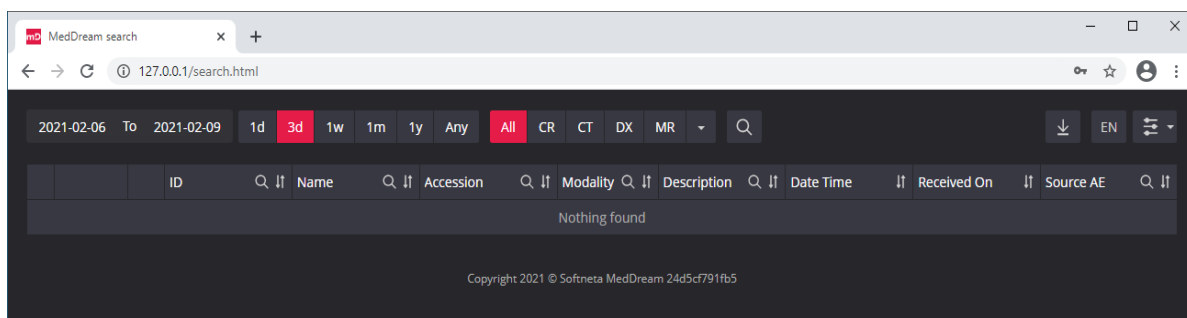 mD MedDream search
127.0.0.1/search.html
2021-02-06 To 2021-02-09 1d 3d 1w 1m 1y Any All CR CT DX MR EN
ID Name Accession Modality Description Date Time Received On Source AE
Nothing found
Copyright 2021 © Softneta MedDream 24d5cf791fb5